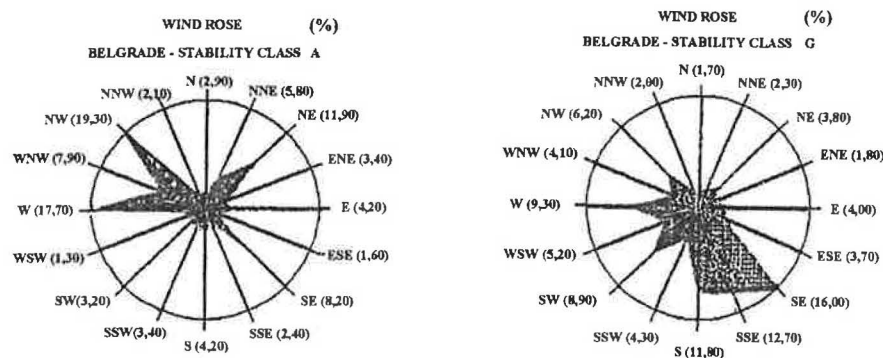 WIND ROSE (%)
BELGRADE - STABILITY CLASS A
N (2,90)
NNE (5,80)
NE (11,90)
ENE (3,40)
E (4,20)
ESE (1,60)
SE (8,20)
SSE (2,40)
S (4,20)
SSW(3,40)
SW(3,20)
WSW (1,30)
W (17,70)
WNW (7,90)
NW (19,30)
NNW (2,10)
WIND ROSE (%)
BELGRADE - STABILITY CLASS G
N (1,70)
NNE (2,30)
NE (3,80)
ENE (1,80)
E (4,00)
ESE (3,70)
SE (16,00)
SSE (12,70)
S (11,80)
SSW (4,30)
SW (8,90)
WSW (5,20)
W (9,30)
WNW (4,10)
NW (6,20)
NNW (2,00)